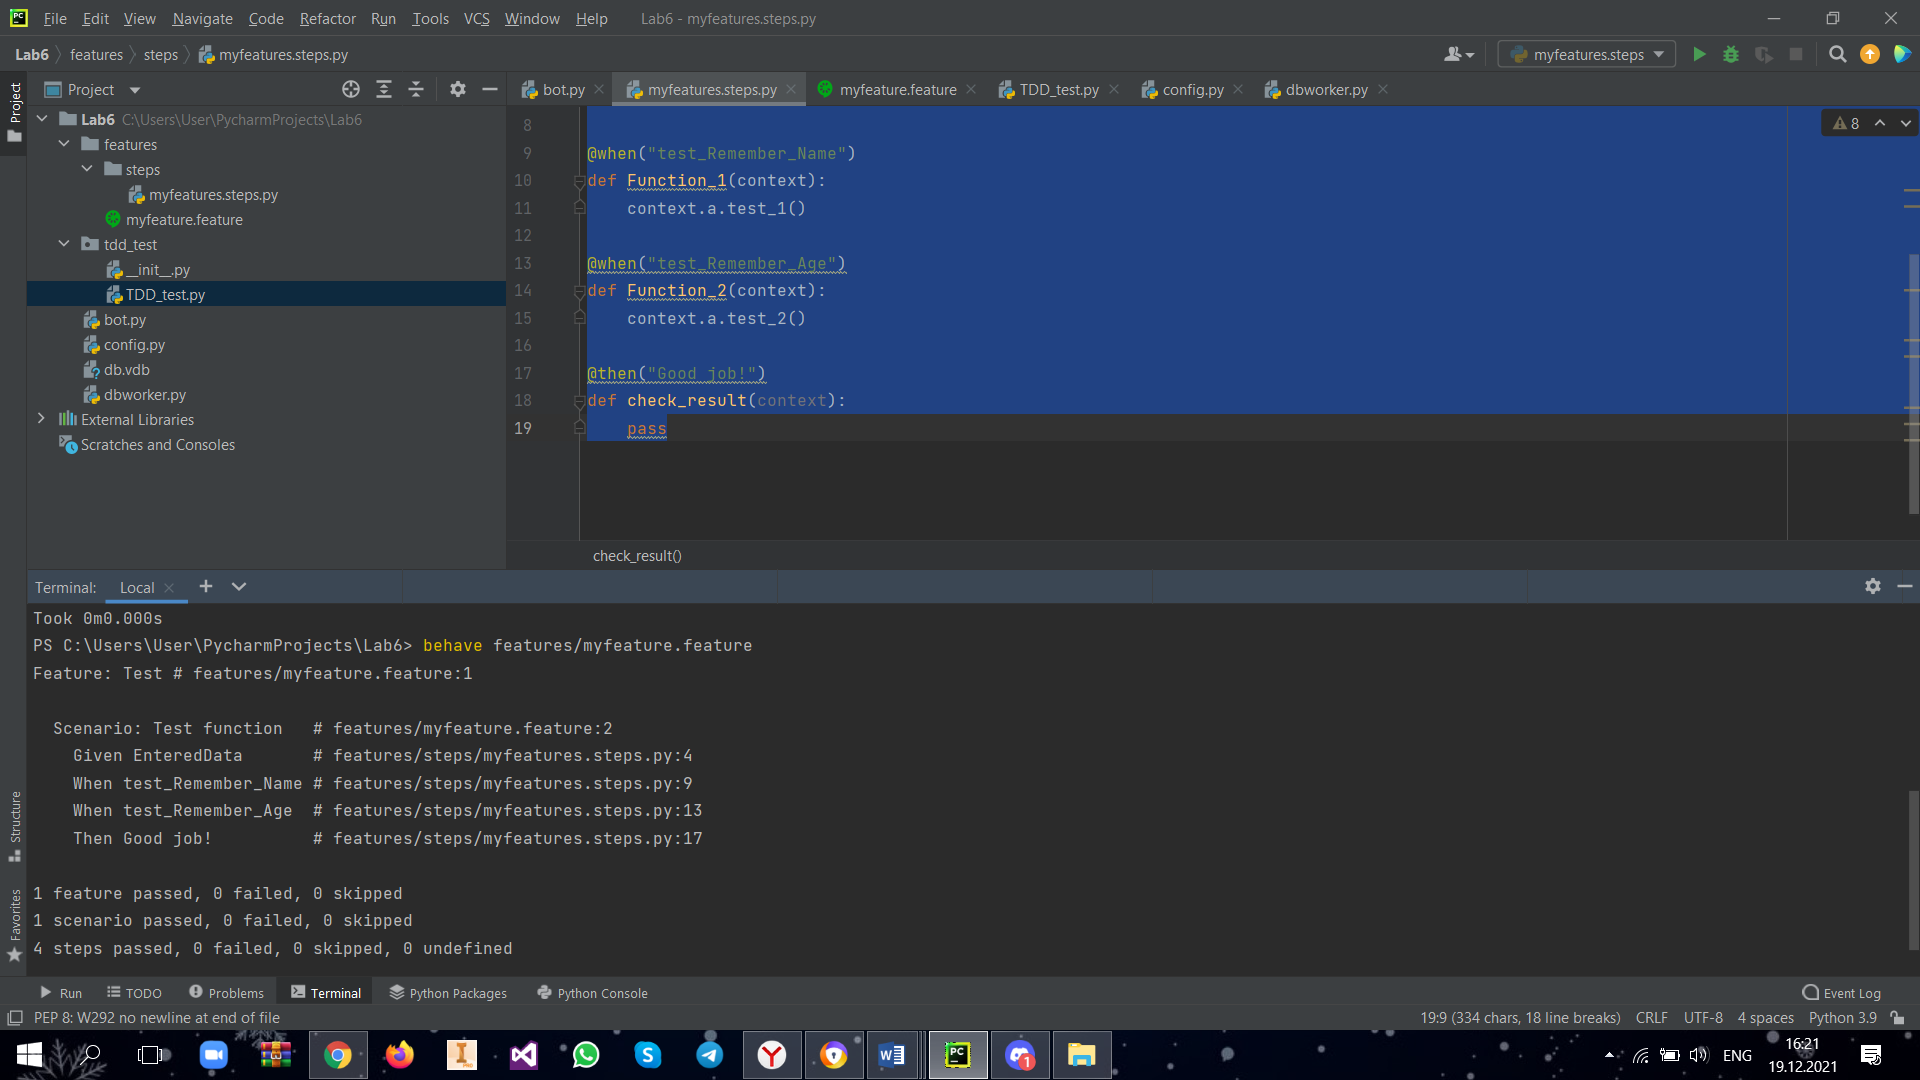 File Edit View Navigate Code Refactor Run Tools VCS Window Help Lab6 - myfeatures.steps.py
Lab6 features steps myfeatures.steps.py myfeatures.steps
Project
Project
bot.py myfeatures.steps.py myfeature.feature TDD_test.py config.py dbworker.py
Lab6 C:\Users\User\PycharmProjects\Lab6
features
steps
myfeatures.steps.py
myfeature.feature
tdd_test
__init__.py
TDD_test.py
bot.py
config.py
db.vdb
dbworker.py
External Libraries
Scratches and Consoles
8
8
9 @when("test_Remember_Name")
10 def Function_1(context):
11 context.a.test_1()
12
13 @when("test_Remember_Age")
14 def Function_2(context):
15 context.a.test_2()
16
17 @then("Good job!")
18 def check_result(context):
19 pass
check_result()
Terminal: Local
Took 0m0.000s
PS C:\Users\User\PycharmProjects\Lab6> behave features/myfeature.feature
Feature: Test # features/myfeature.feature:1
Scenario: Test function # features/myfeature.feature:2
Given EnteredData # features/steps/myfeatures.steps.py:4
When test_Remember_Name # features/steps/myfeatures.steps.py:9
When test_Remember_Age # features/steps/myfeatures.steps.py:13
Then Good job! # features/steps/myfeatures.steps.py:17
1 feature passed, 0 failed, 0 skipped
1 scenario passed, 0 failed, 0 skipped
4 steps passed, 0 failed, 0 skipped, 0 undefined
Structure
Favorites
Run TODO Problems Terminal Python Packages Python Console Event Log
PEP 8: W292 no newline at end of file 19:9 (334 chars, 18 line breaks) CRLF UTF-8 4 spaces Python 3.9
ENG
16:21
19.12.2021